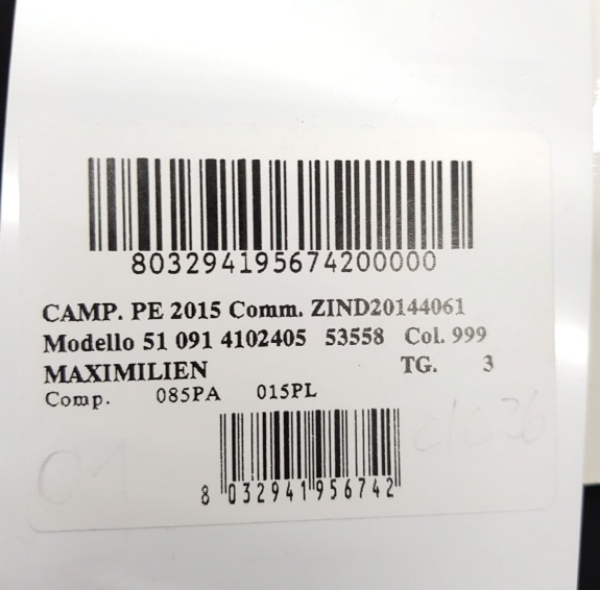 803294195674200000
CAMP. PE 2015 Comm. ZIND20144061
Modello 51 091 4102405 53558 Col. 999
MAXIMILIEN TG. 3
Comp. 085PA 015PL
8 032941 956742